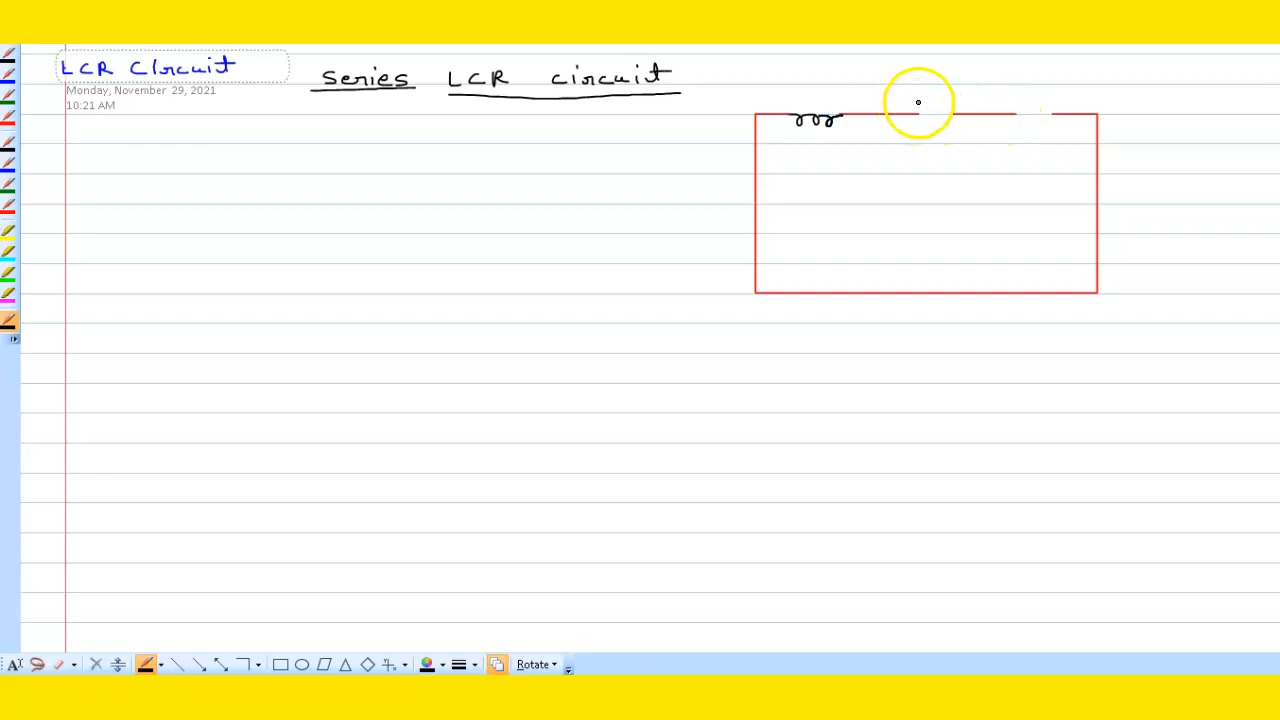 LCR CIrcuit
Monday, November 29, 2021
10:21 AM
Series LCR circuit
A
Rotate